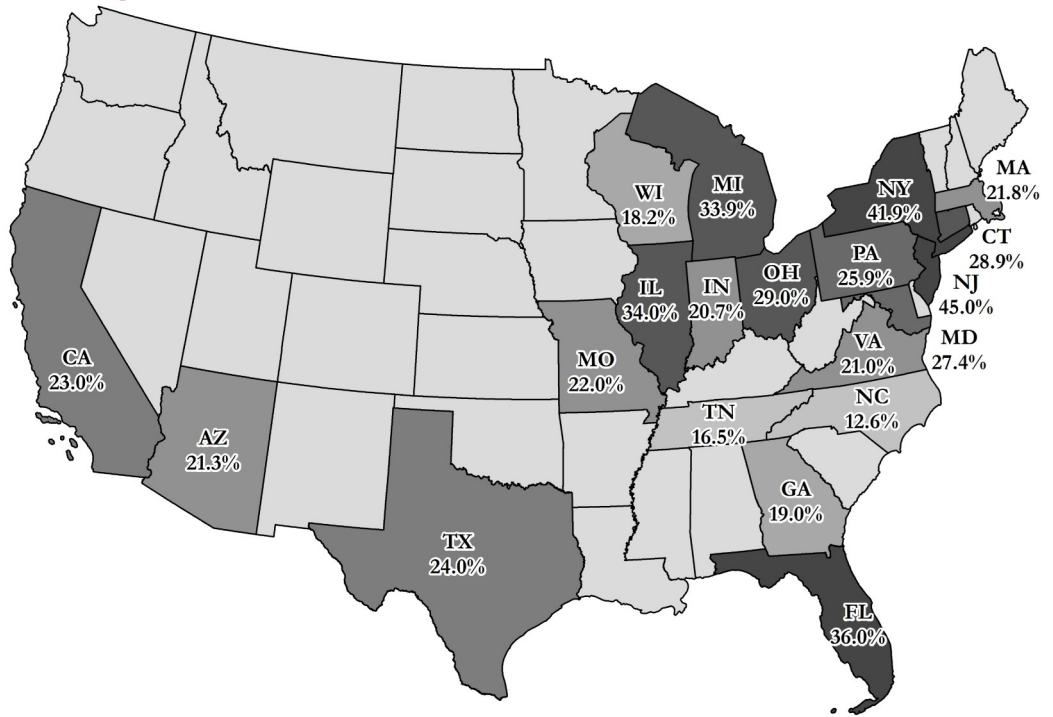 MA
21.8%
NY
41.9%
MI
33.9%
WI
18.2%
CT
28.9%
PA
25.9%
NJ
45.0%
OH
29.0%
IL
34.0%
IN
20.7%
MD
27.4%
VA
21.0%
CA
23.0%
MO
22.0%
NC
12.6%
TN
16.5%
AZ
21.3%
GA
19.0%
TX
24.0%
FL
36.0%